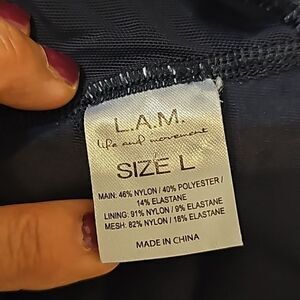 L.A.M.
life and movement
SIZE L
MAIN: 46% NYLON / 40% POLYESTER /
14% ELASTANE
LINING: 91% NYLON / 9% ELASTANE
MESH: 82% NYLON / 18% ELASTANE
MADE IN CHINA